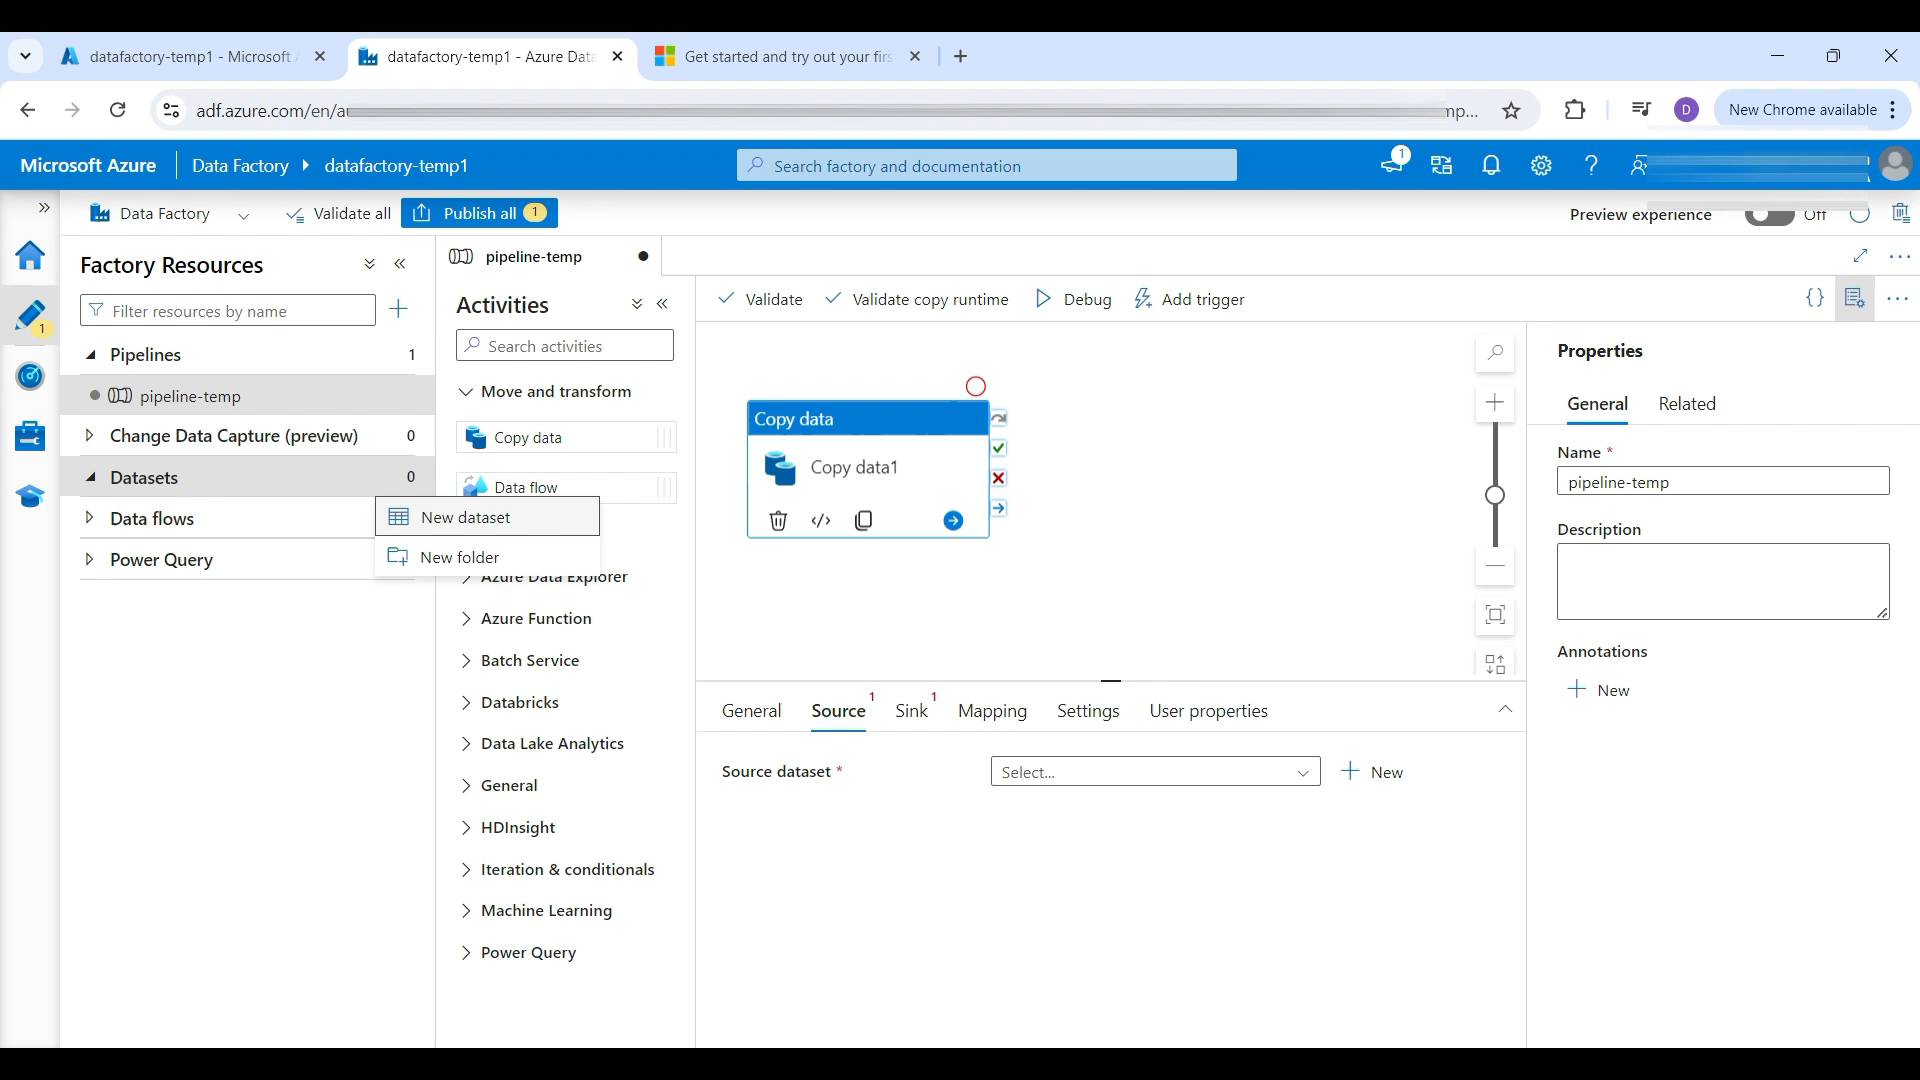 datafactory-temp1 - Microsoft
datafactory-temp1 - Azure Data
Get started and try out your firs
adf.azure.com/en/
mp...
D
New Chrome available
Microsoft Azure
Data Factory
datafactory-temp1
Search factory and documentation
1
Data Factory
Validate all
Publish all
1
Preview experience
Off
1
Factory Resources
Filter resources by name
Pipelines
1
pipeline-temp
Change Data Capture (preview)
0
Datasets
0
Data flows
Power Query
New dataset
New folder
pipeline-temp
Activities
Search activities
Move and transform
Copy data
Data flow
Azure Data Explorer
Azure Function
Batch Service
Databricks
Data Lake Analytics
General
HDInsight
Iteration & conditionals
Machine Learning
Power Query
Validate
Validate copy runtime
Debug
Add trigger
Copy data
Copy data1
General
Source 1
Sink 1
Mapping
Settings
User properties
Source dataset *
Select...
New
Properties
General
Related
Name *
pipeline-temp
Description
Annotations
New